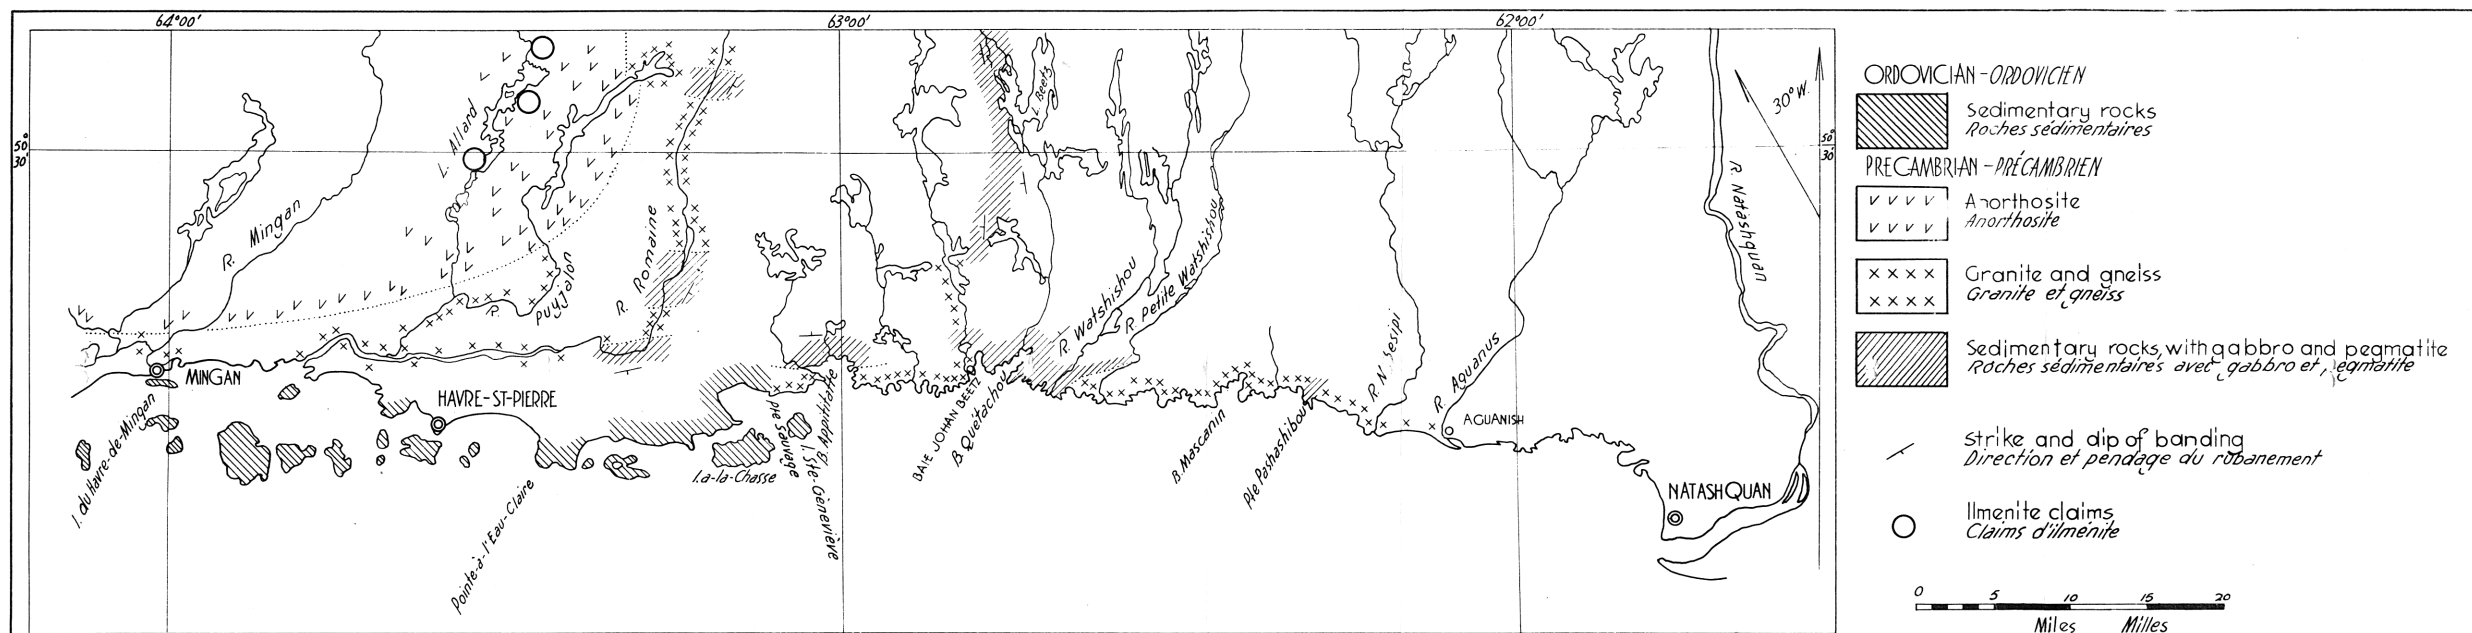 64°00'
63°00'
62°00'
50°
30'
50°
30'
30° W.
L. Allard
L. Beetz
R. Mingan
R. Puyjalon
R. Romaine
R. Watshishou
R. Petite Watshishou
R. Aguanus
R. Natashquan
MINGAN
HAVRE-ST-PIERRE
AGUANISH
NATASHQUAN
I. du Havre-de-Mingan
Pointe-à-l'Eau-Claire
I.a-la-Chasse
Pte Sauvage
I. Ste-Geneviève
B. Appititatte
BAIE JOHAN BEETZ
B. Quétachou
B. Mascanin
Pte Pashashibou
ORDOVICIAN-ORDOVICIEN
Sedimentary rocks
Roches sédimentaires
PRECAMBRIAN-PRÉCAMBRIEN
Anorthosite
Anorthosite
Granite and gneiss
Granite et gneiss
Sedimentary rocks, with gabbro and pegmatite
Roches sédimentaires avec gabbro et pegmatite
Strike and dip of banding
Direction et pendage du rubanement
Ilmenite claims
Claims d'ilménite
0 5 10 15 20
Miles Milles